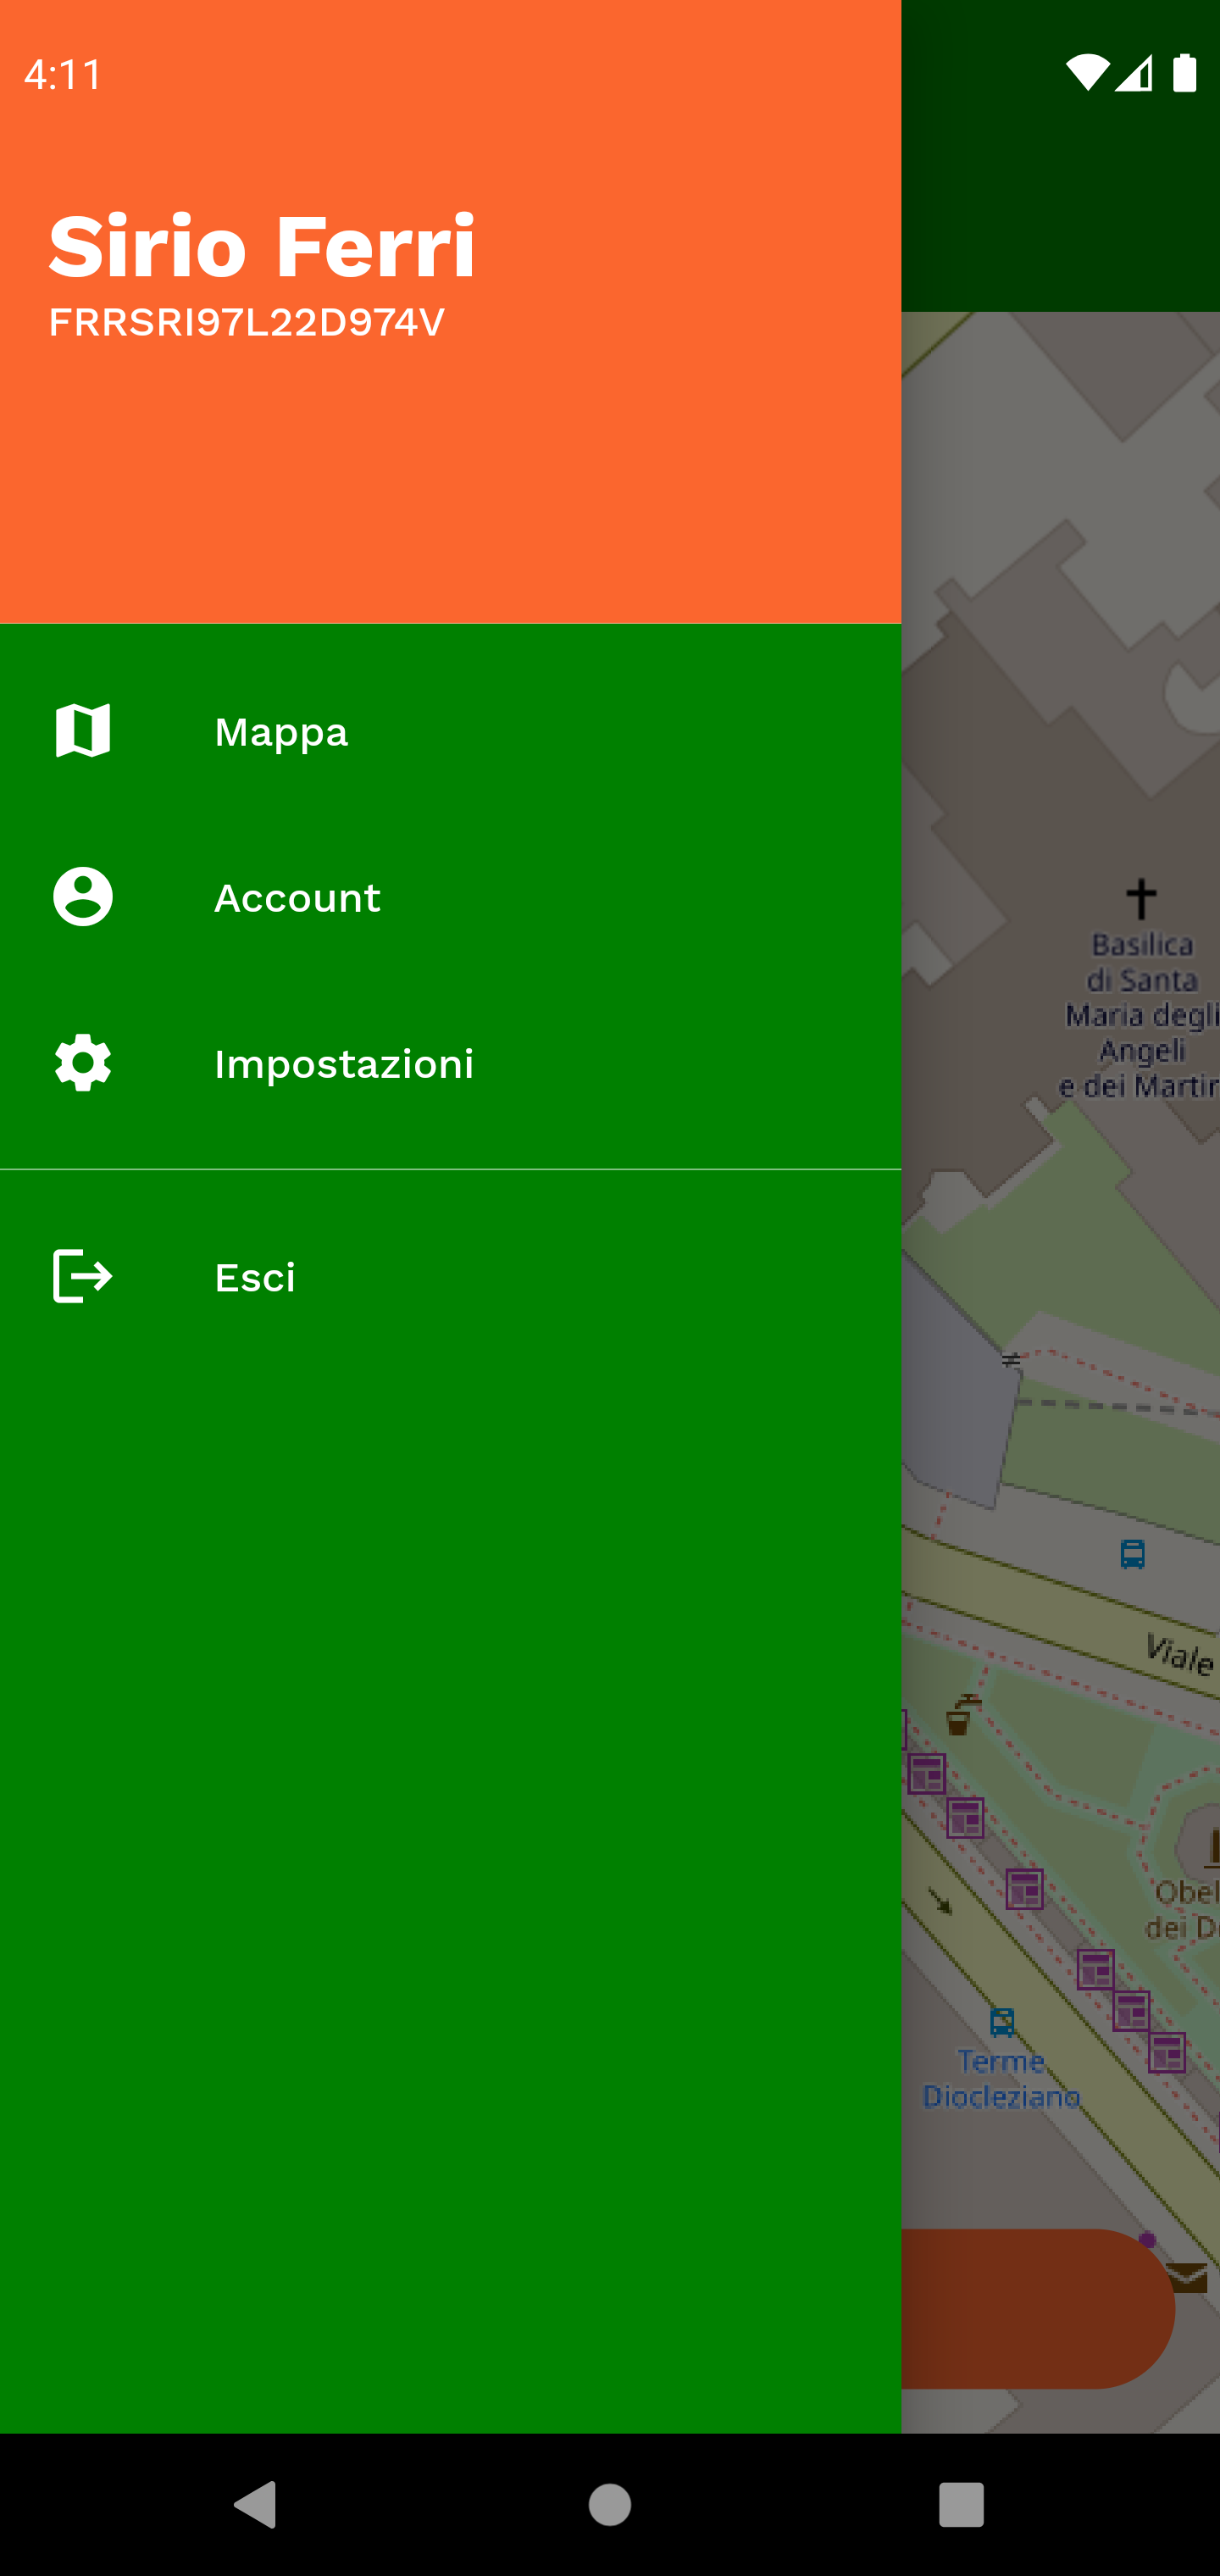 4:11
Sirio Ferri
FRRSRI97L22D974V
Mappa
Account
Impostazioni
Esci
Basilica
di Santa
Maria degli
Angeli
e dei Martir
Viale
Obel
dei D
Terme
Diocleziano